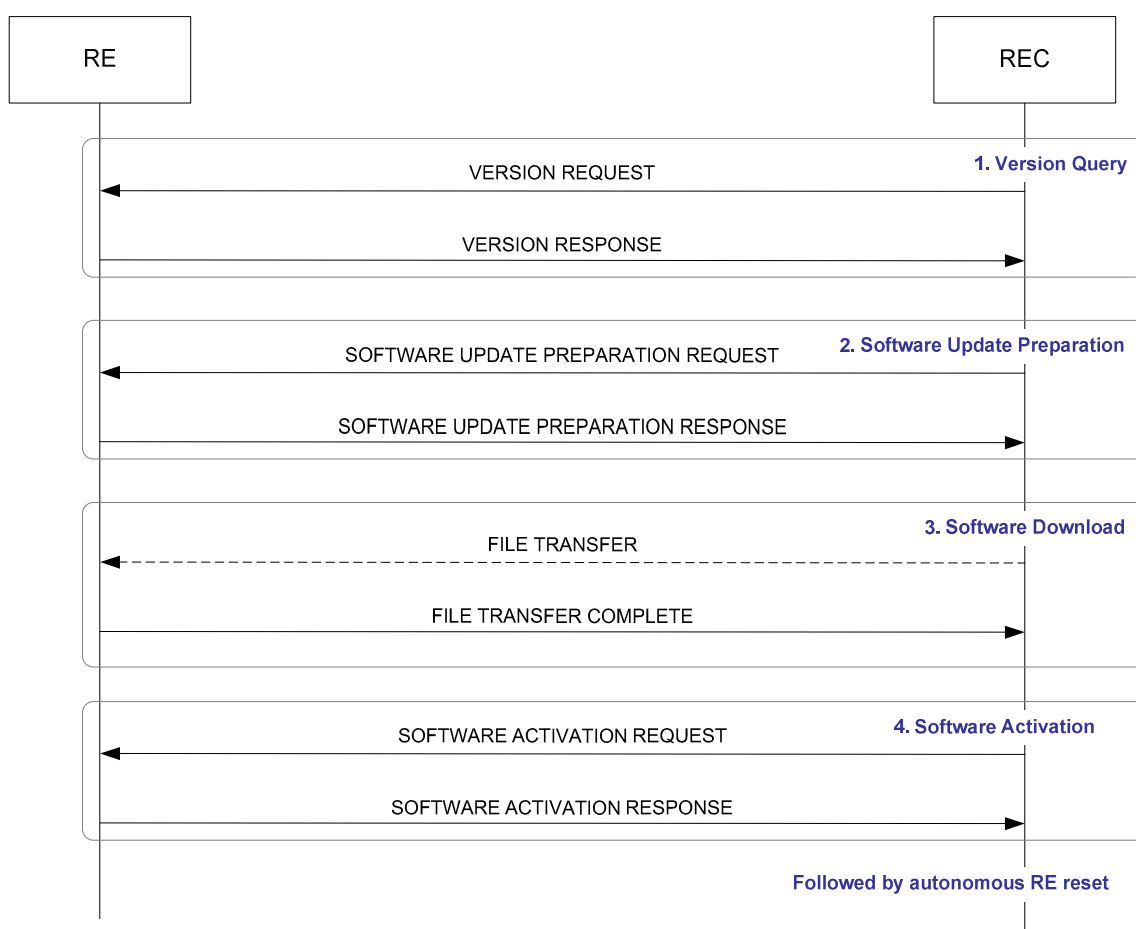 RE
REC
1. Version Query
VERSION REQUEST
VERSION RESPONSE
2. Software Update Preparation
SOFTWARE UPDATE PREPARATION REQUEST
SOFTWARE UPDATE PREPARATION RESPONSE
3. Software Download
FILE TRANSFER
FILE TRANSFER COMPLETE
4. Software Activation
SOFTWARE ACTIVATION REQUEST
SOFTWARE ACTIVATION RESPONSE
Followed by autonomous RE reset